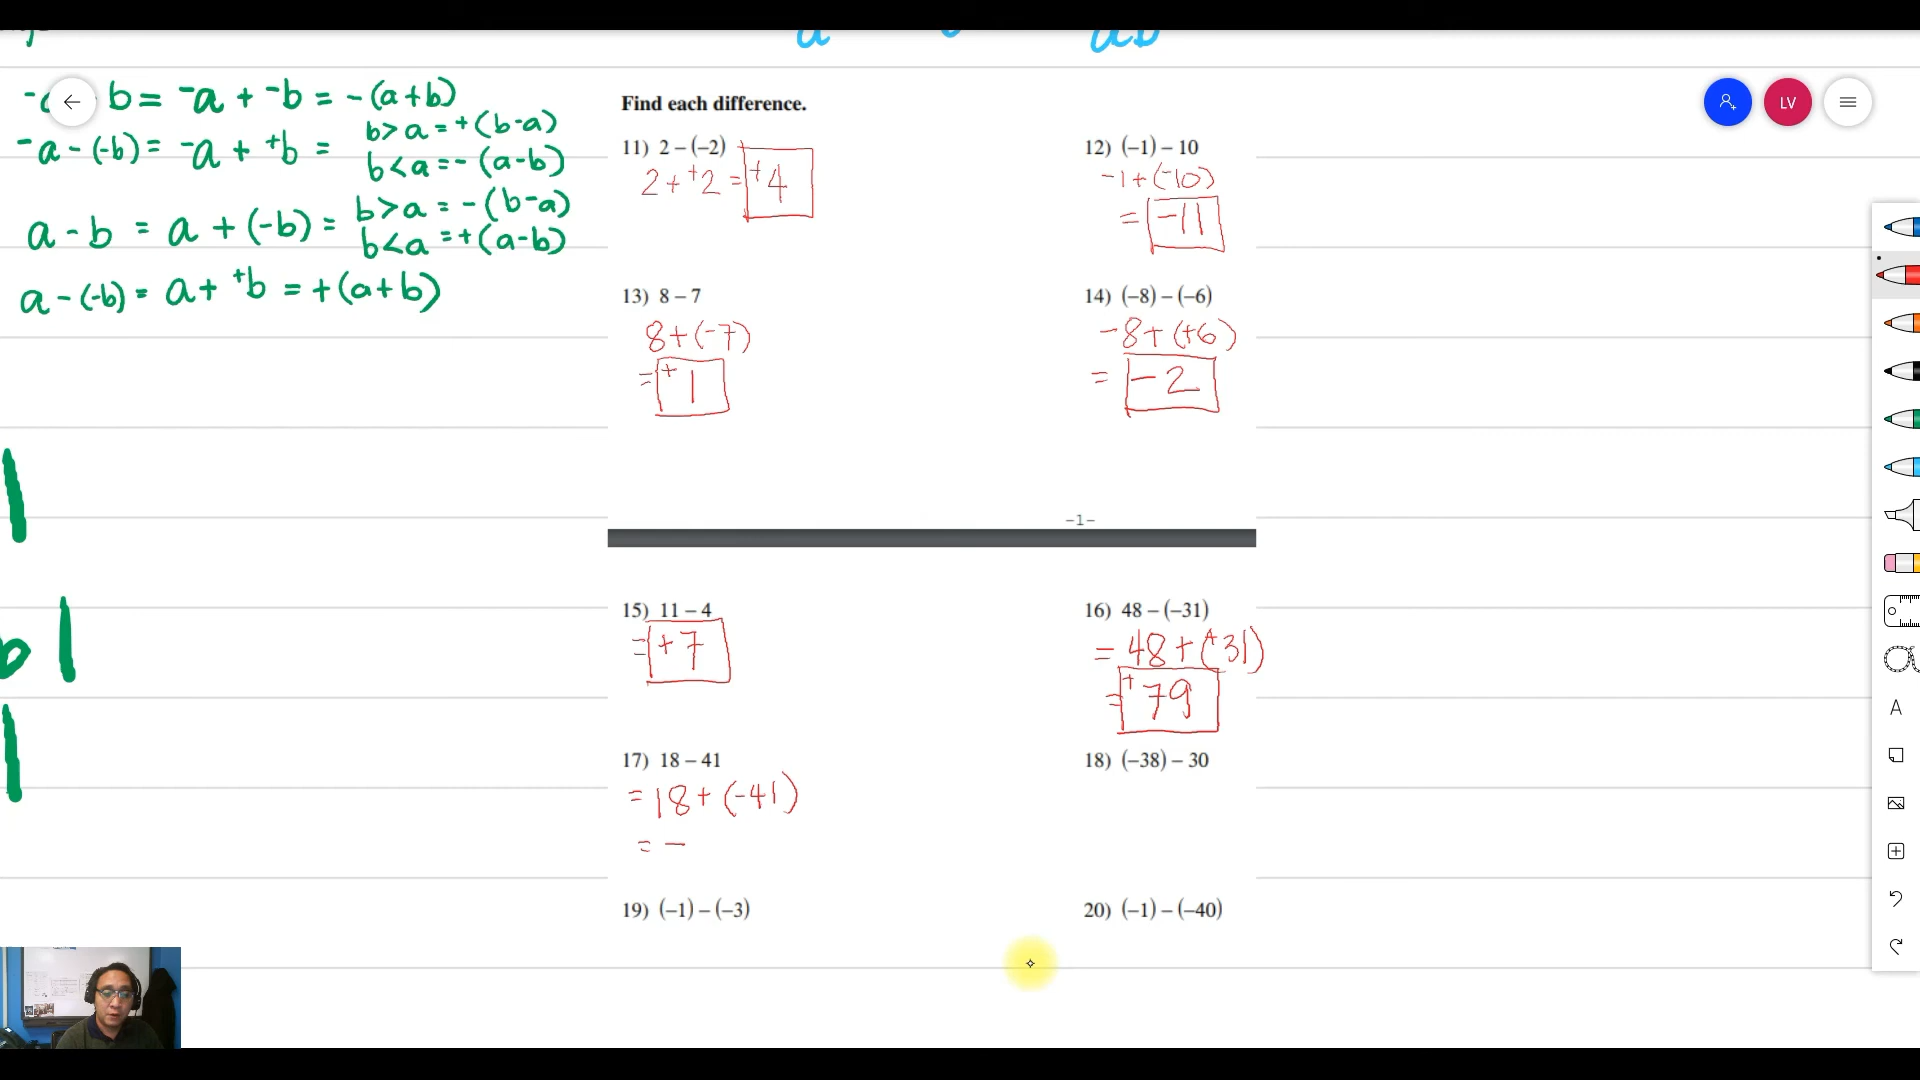 -b = -a + -b = -(a+b)
-a - (-b) = -a + +b =
b>a = +(b-a)
b<a = -(a-b)
a - b = a + (-b) =
b>a = -(b-a)
b<a = +(a-b)
a - (-b) = a + +b = +(a+b)
Find each difference.
11) 2 – (–2)
2 + +2 = +4
12) (–1) – 10
-1 + (-10)
= -11
13) 8 – 7
8 + (-7)
= +1
14) (–8) – (–6)
-8 + (+6)
= -2
-1-
15) 11 – 4
= +7
16) 48 – (–31)
= 48 + (+31)
= +79
17) 18 – 41
= 18 + (-41)
= -
18) (–38) – 30
19) (–1) – (–3)
20) (–1) – (–40)
LV
A